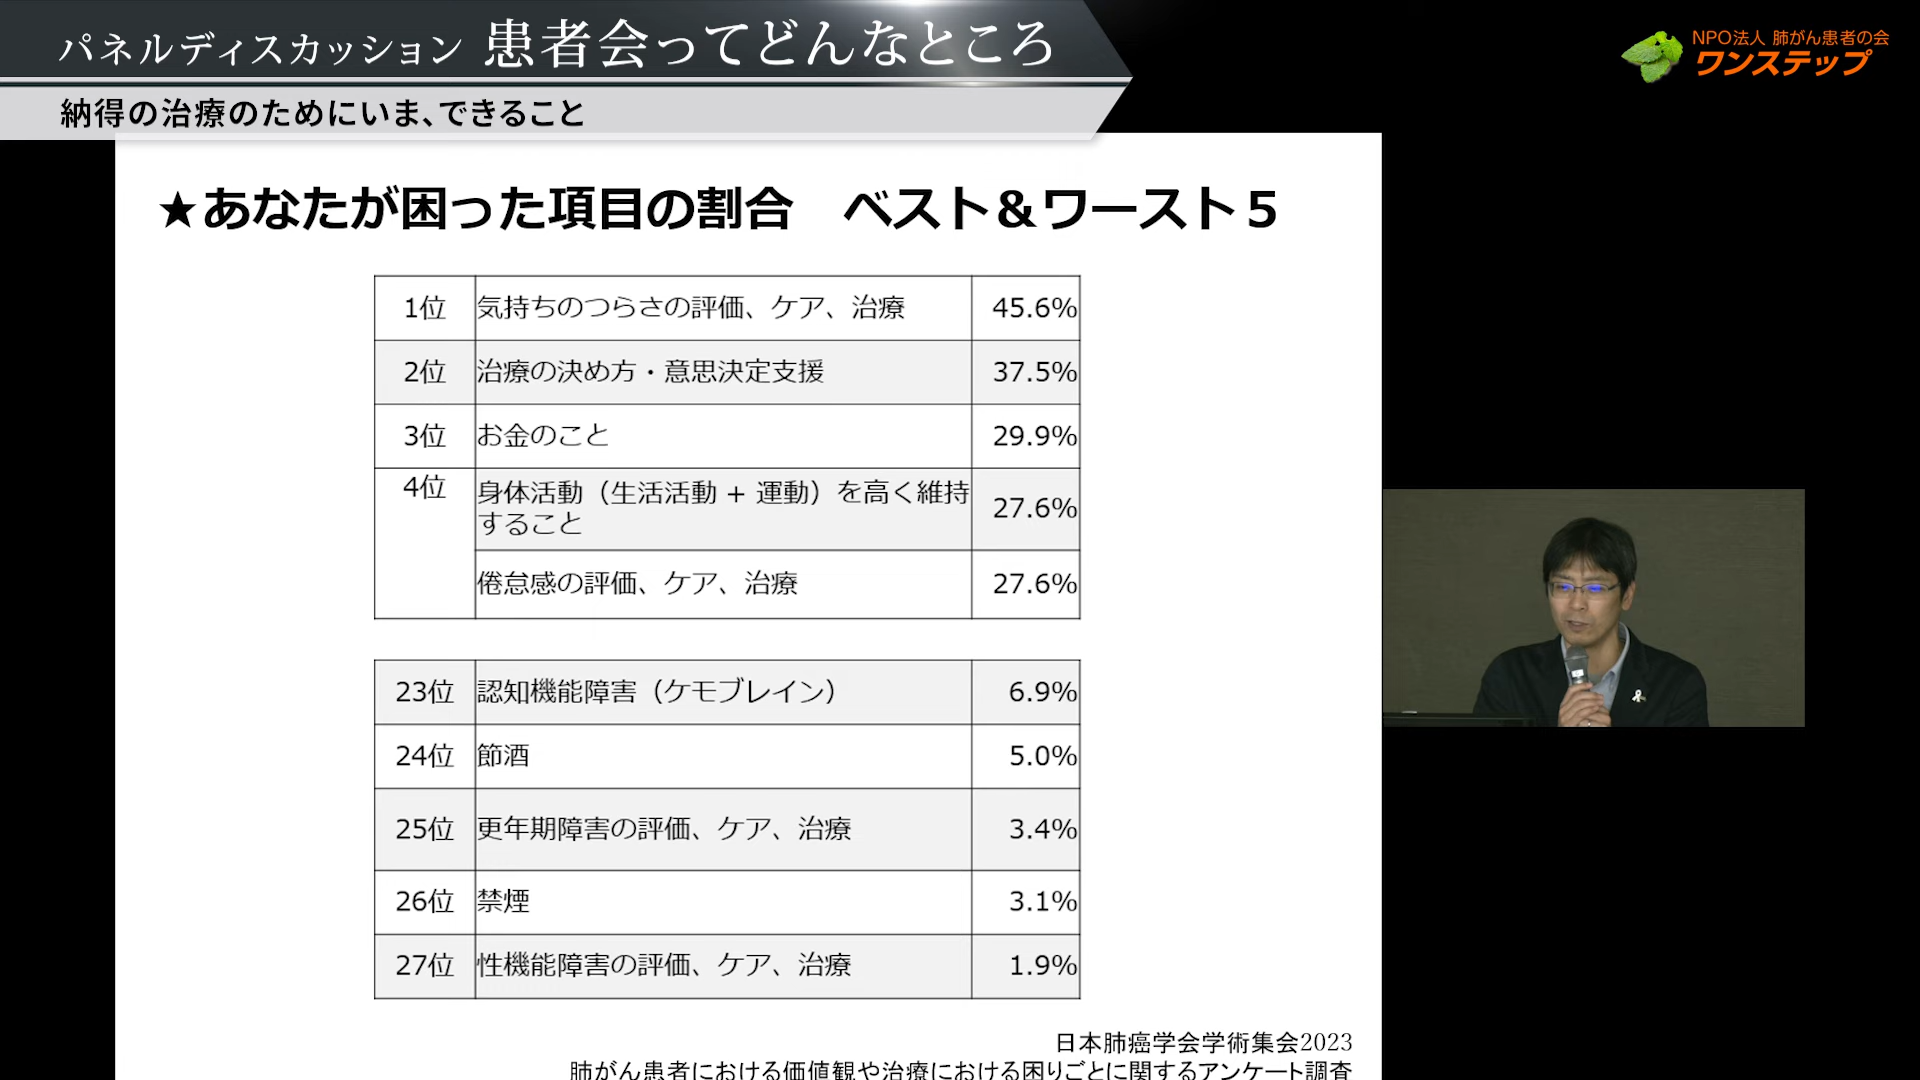 パネルディスカッション 患者会ってどんなところ
納得の治療のためにいま、できること
NPO法人 肺がん患者の会
ワンステップ
★あなたが困った項目の割合　ベスト＆ワースト５
1位 気持ちのつらさの評価、ケア、治療 45.6%
2位 治療の決め方・意思決定支援 37.5%
3位 お金のこと 29.9%
4位 身体活動（生活活動 + 運動）を高く維持
すること 27.6%
倦怠感の評価、ケア、治療 27.6%
23位 認知機能障害（ケモブレイン） 6.9%
24位 節酒 5.0%
25位 更年期障害の評価、ケア、治療 3.4%
26位 禁煙 3.1%
27位 性機能障害の評価、ケア、治療 1.9%
日本肺癌学会学術集会2023
肺がん患者における価値観や治療における困りごとに関するアンケート調査